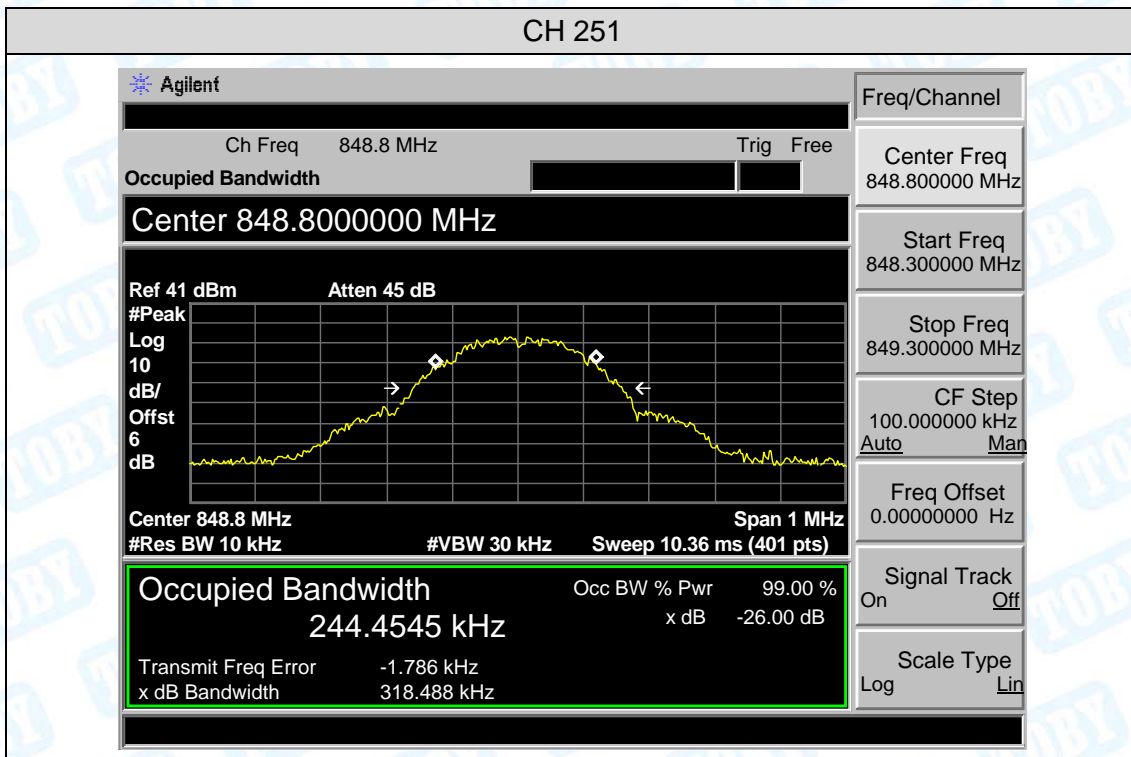 CH 251
Agilent
Freq/Channel
Ch Freq 848.8 MHz Trig Free
Occupied Bandwidth
Center 848.8000000 MHz
Ref 41 dBm Atten 45 dB
#Peak
Log
10
dB/
Offst
6
dB
Center 848.8 MHz Span 1 MHz
#Res BW 10 kHz #VBW 30 kHz Sweep 10.36 ms (401 pts)
Occupied Bandwidth Occ BW % Pwr 99.00 %
244.4545 kHz x dB -26.00 dB
Transmit Freq Error -1.786 kHz
x dB Bandwidth 318.488 kHz
Center Freq
848.800000 MHz
Start Freq
848.300000 MHz
Stop Freq
849.300000 MHz
CF Step
100.000000 kHz
Auto Man
Freq Offset
0.00000000 Hz
Signal Track
On Off
Scale Type
Log Lin
TOBY